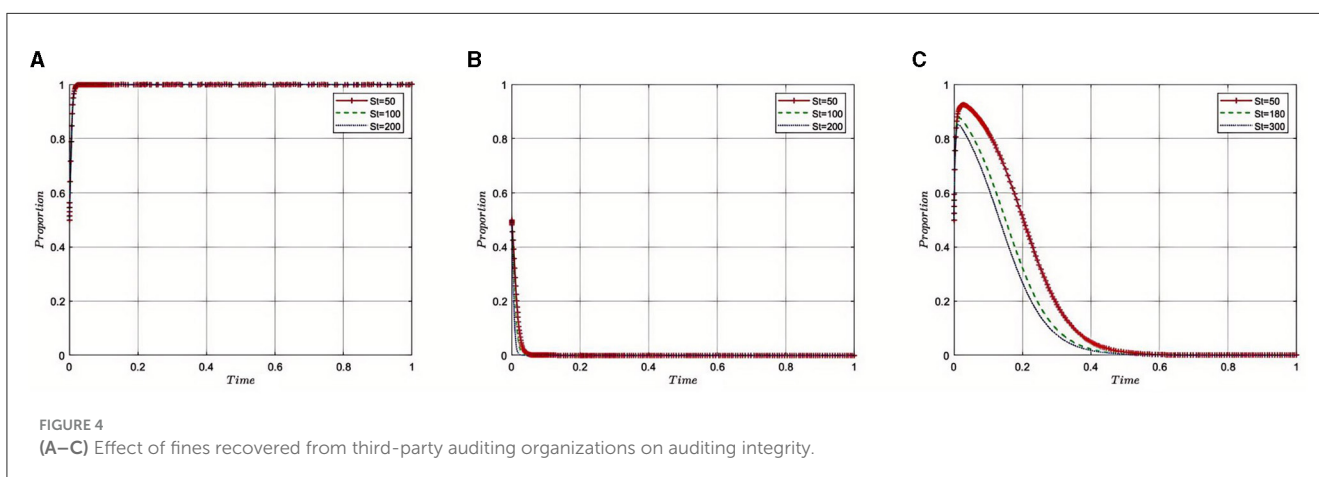 A
B
C
1
0.8
0.6
0.4
0.2
0
Proportion
0
0.2
0.4
0.6
0.8
1
Time
St=50
St=100
St=200
1
0.8
0.6
0.4
0.2
0
Proportion
0
0.2
0.4
0.6
0.8
1
Time
St=50
St=100
St=200
1
0.8
0.6
0.4
0.2
0
Proportion
0
0.2
0.4
0.6
0.8
1
Time
St=50
St=180
St=300
FIGURE 4
(A–C) Effect of fines recovered from third-party auditing organizations on auditing integrity.